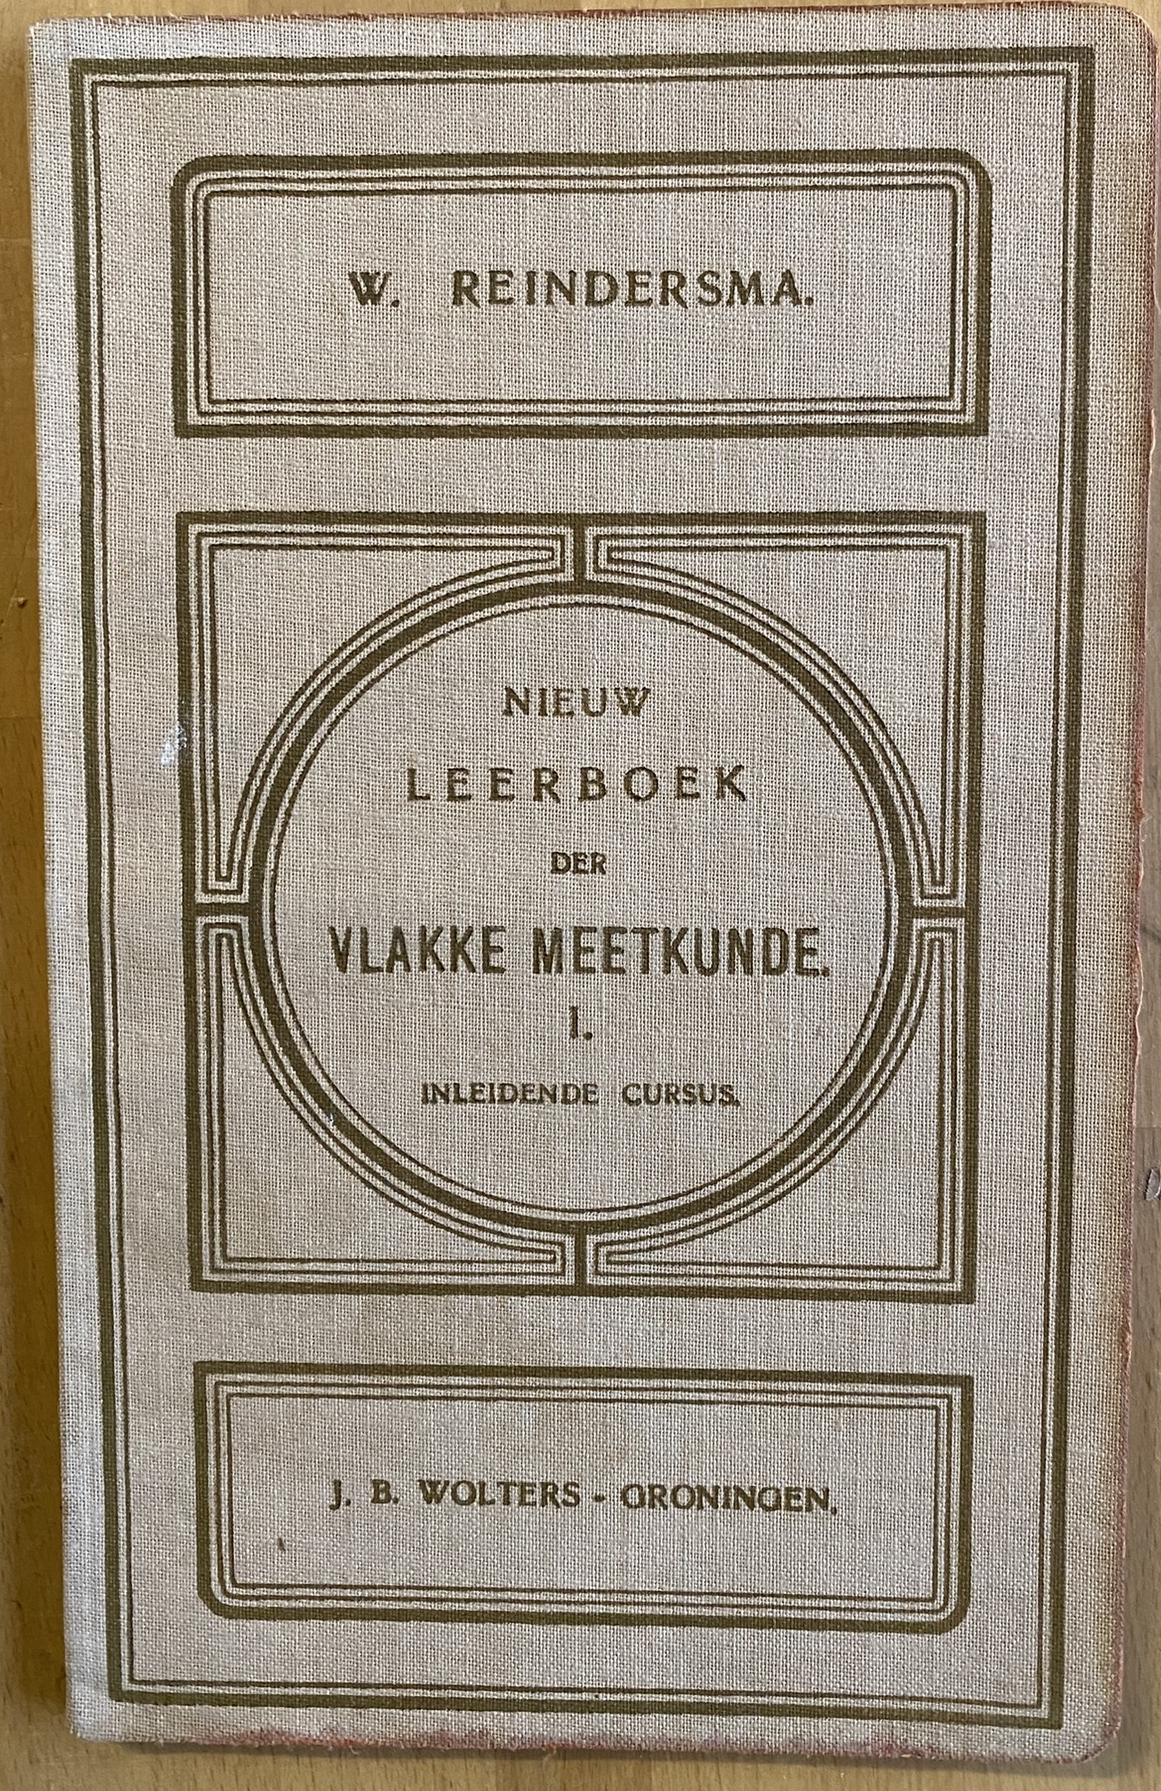 W. REINDERSMA.
NIEUW
LEERBOEK
DER
VLAKKE MEETKUNDE.
I.
INLEIDENDE CURSUS.
J. B. WOLTERS - GRONINGEN.